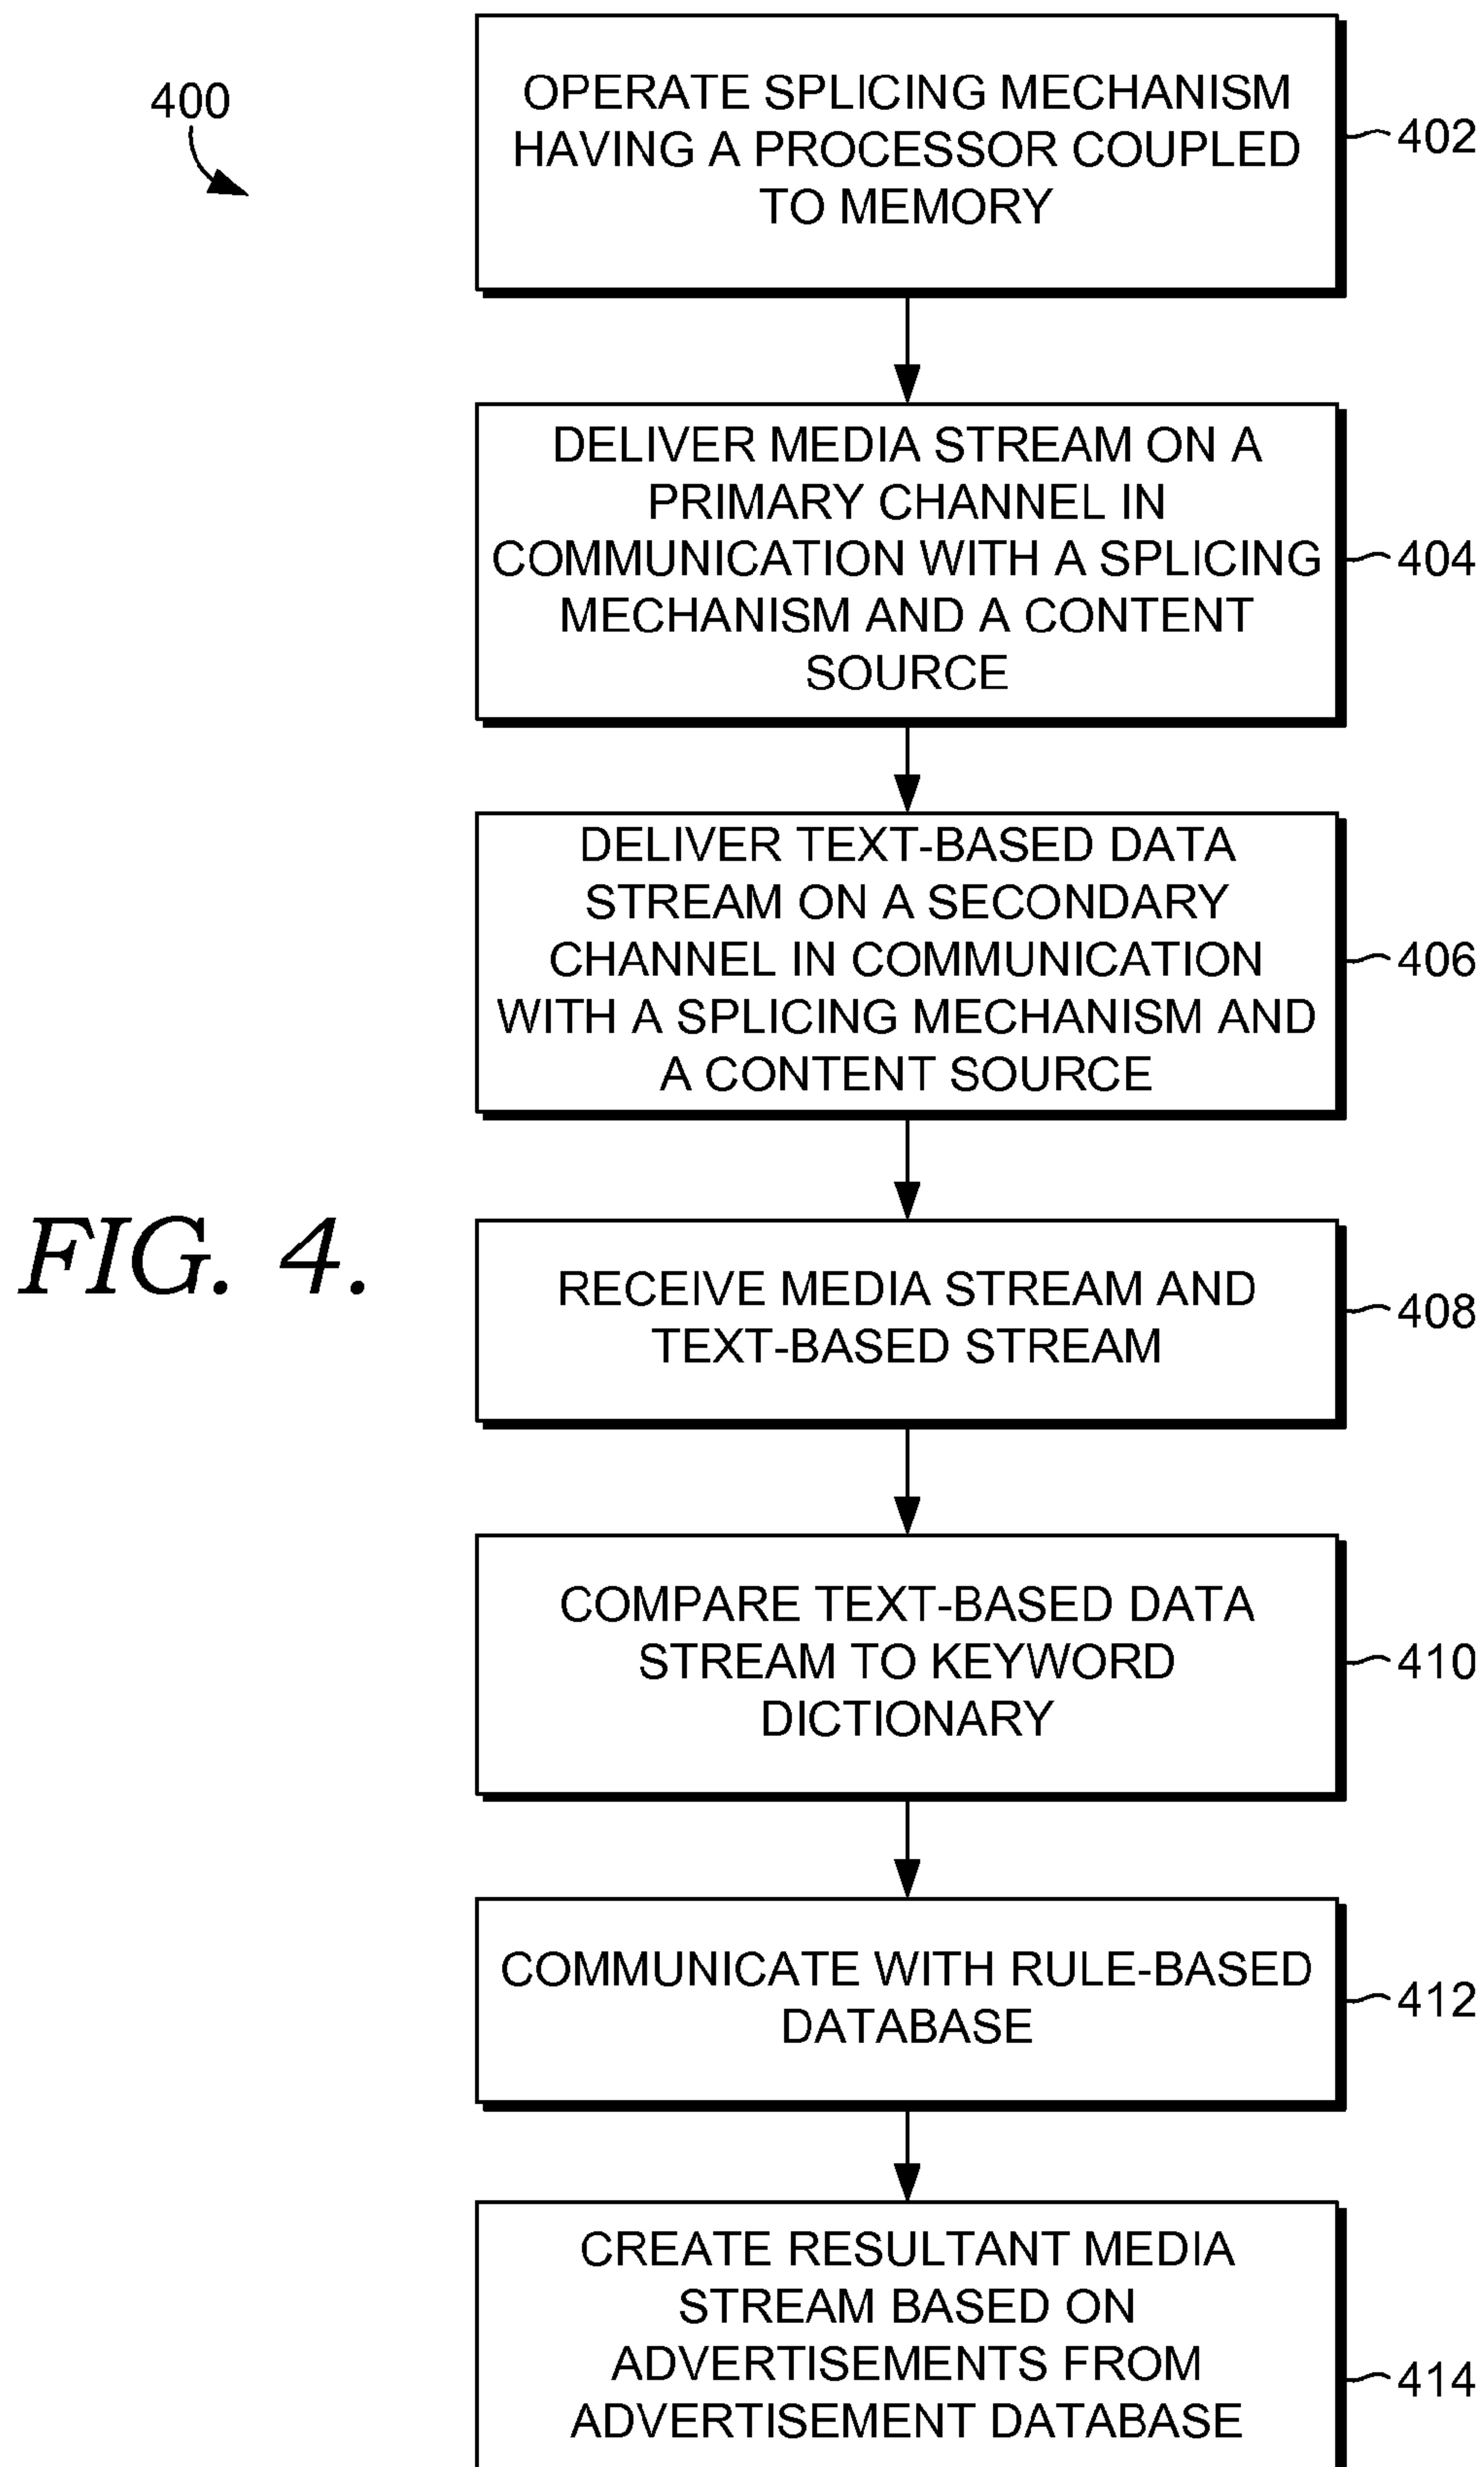 400
OPERATE SPLICING MECHANISM
HAVING A PROCESSOR COUPLED
TO MEMORY
402
DELIVER MEDIA STREAM ON A
PRIMARY CHANNEL IN
COMMUNICATION WITH A SPLICING
MECHANISM AND A CONTENT
SOURCE
404
DELIVER TEXT-BASED DATA
STREAM ON A SECONDARY
CHANNEL IN COMMUNICATION
WITH A SPLICING MECHANISM AND
A CONTENT SOURCE
406
FIG. 4.
RECEIVE MEDIA STREAM AND
TEXT-BASED STREAM
408
COMPARE TEXT-BASED DATA
STREAM TO KEYWORD
DICTIONARY
410
COMMUNICATE WITH RULE-BASED
DATABASE
412
CREATE RESULTANT MEDIA
STREAM BASED ON
ADVERTISEMENTS FROM
ADVERTISEMENT DATABASE
414